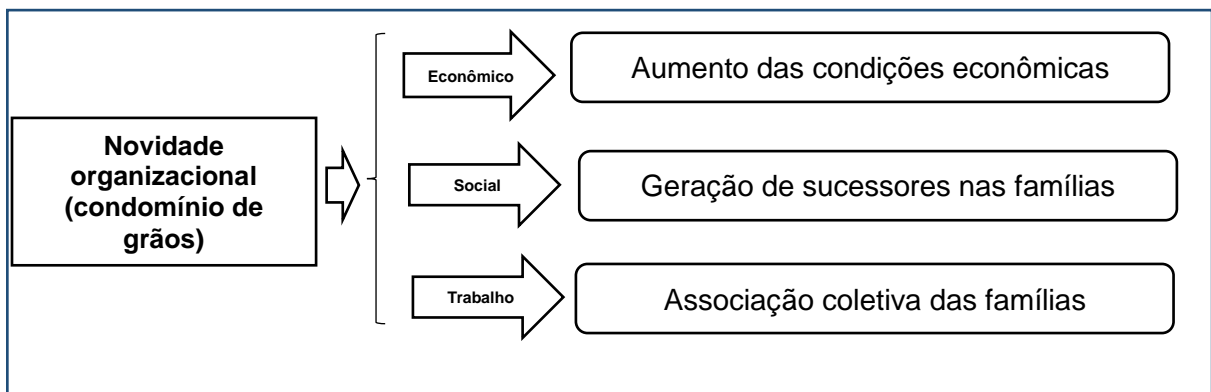 Novidade
organizacional
(condomínio de
grãos)
Econômico
Aumento das condições econômicas
Social
Geração de sucessores nas famílias
Trabalho
Associação coletiva das famílias